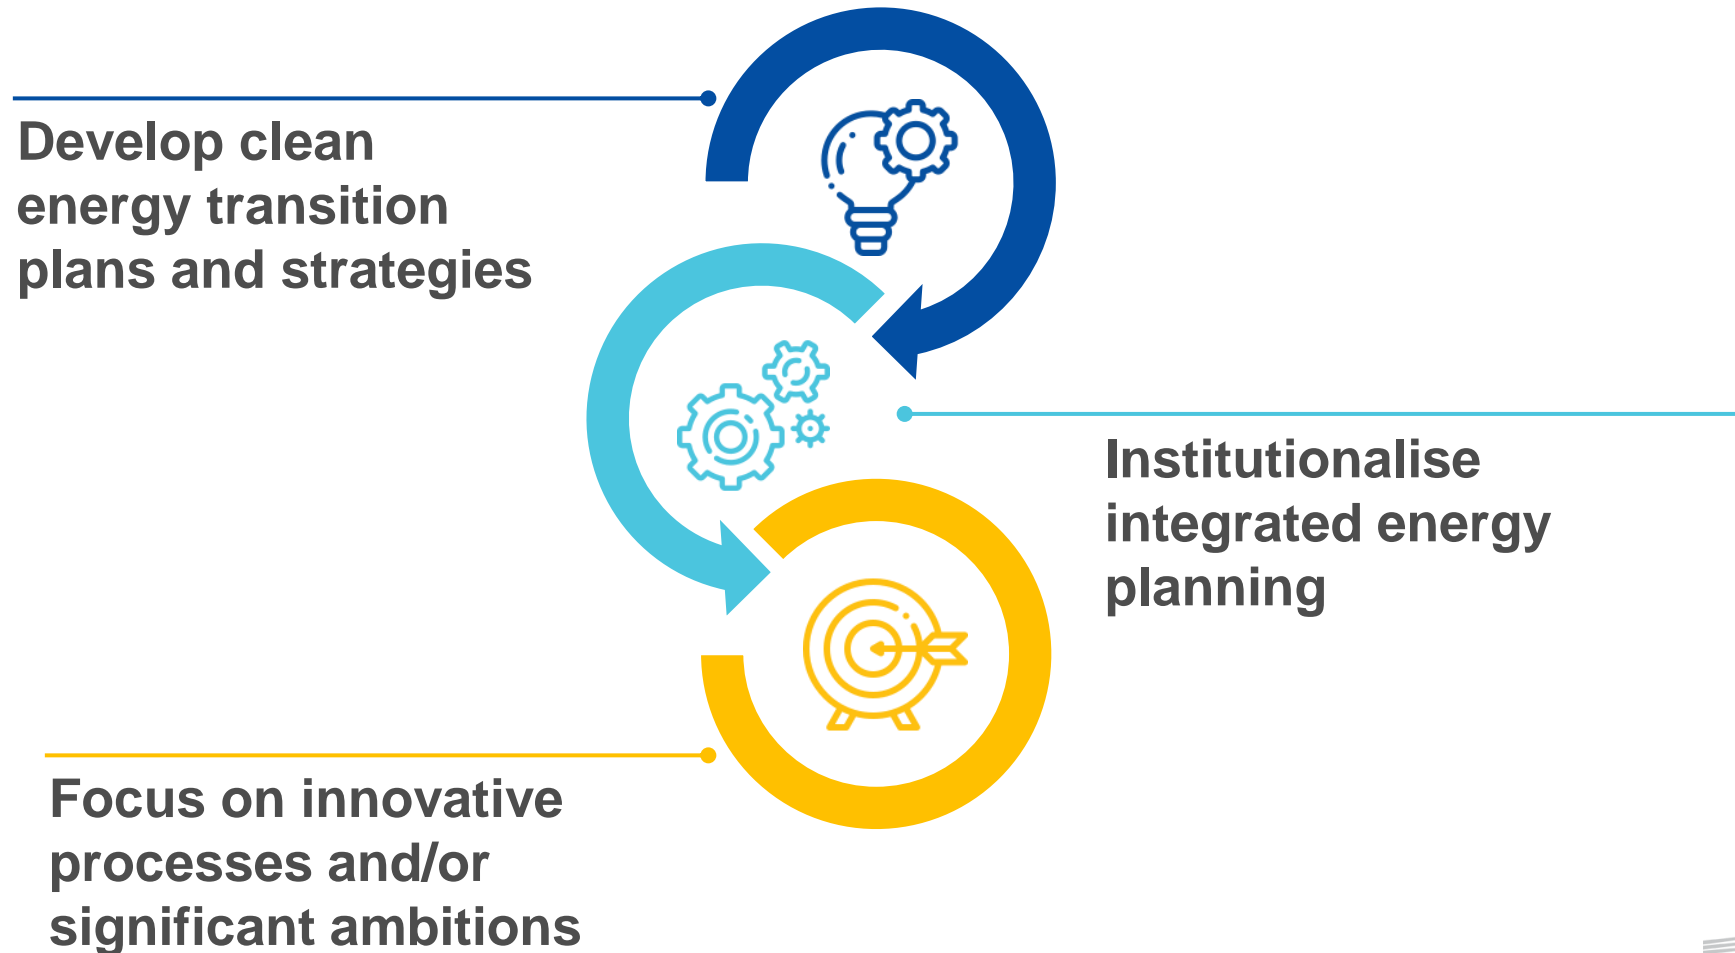 Develop clean
energy transition
plans and strategies
Institutionalise
integrated energy
planning
Focus on innovative
processes and/or
significant ambitions